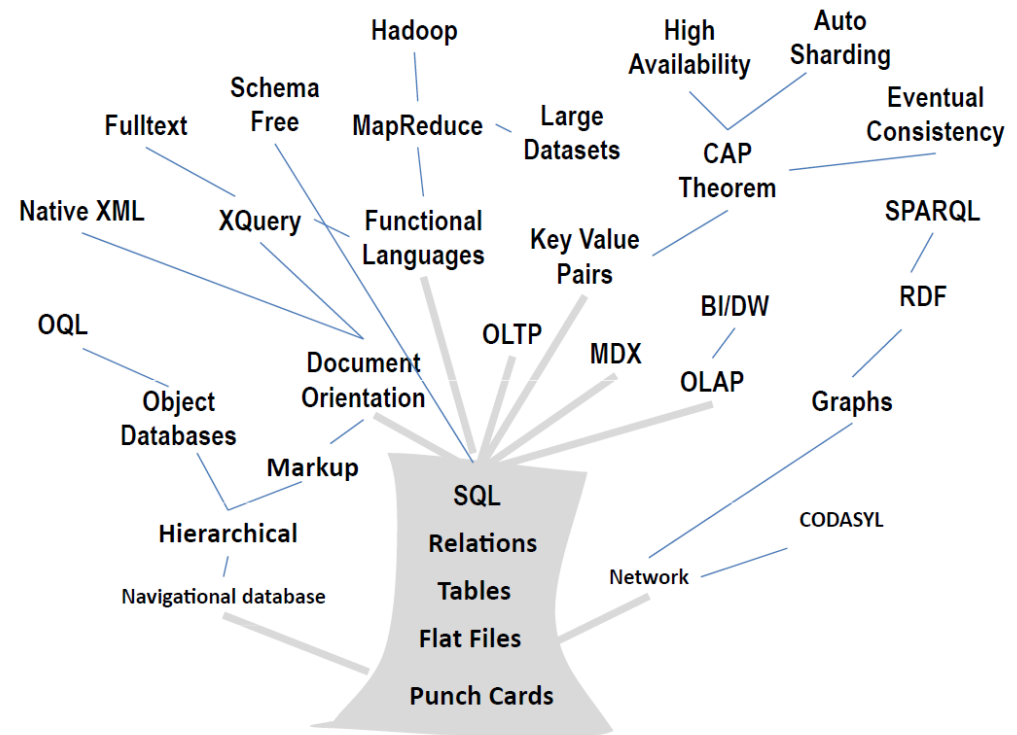 Hadoop
High
Availability
Auto
Sharding
Schema
Free
Fulltext
MapReduce
Large
Datasets
CAP
Theorem
Eventual
Consistency
Native XML
XQuery
Functional
Languages
Key Value
Pairs
SPARQL
RDF
OQL
OLTP
BI/DW
MDX
OLAP
Document
Orientation
Object
Databases
Graphs
Markup
SQL
Hierarchical
Relations
CODASYL
Navigational database
Tables
Network
Flat Files
Punch Cards